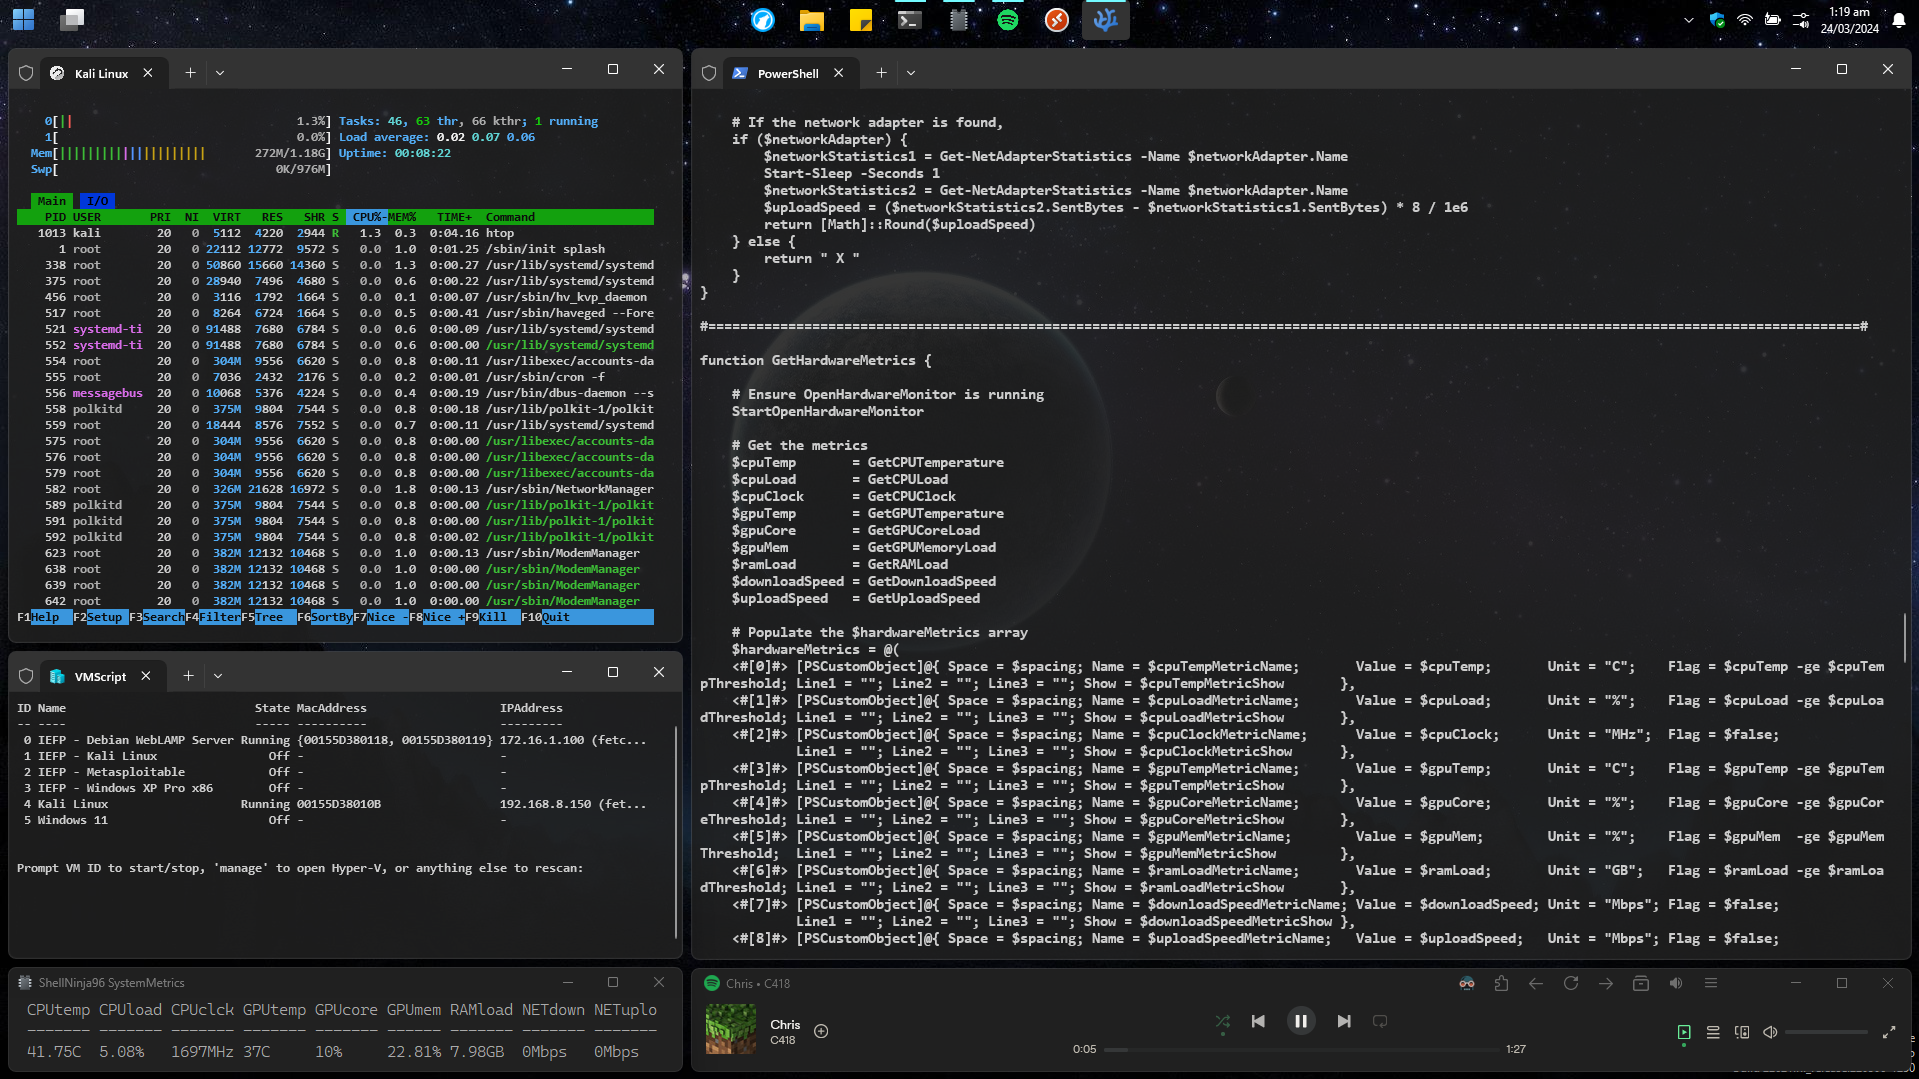 1:19 am
24/03/2024
Kali Linux
0[|| 1.3%] Tasks: 46, 63 thr, 66 kthr; 1 running
1[ 0.0%] Load average: 0.02 0.07 0.06
Mem[||||||||||||||||||||| 272M/1.18G] Uptime: 00:08:22
Swp[ 0K/976M]
Main I/O
PID USER PRI NI VIRT RES SHR S CPU%-MEM% TIME+ Command
1013 kali 20 0 5112 4220 2944 R 1.3 0.3 0:04.16 htop
1 root 20 0 22112 12772 9572 S 0.0 1.0 0:01.25 /sbin/init splash
338 root 20 0 50860 15660 14360 S 0.0 1.3 0:00.27 /usr/lib/systemd/systemd
375 root 20 0 28940 7496 4680 S 0.0 0.6 0:00.22 /usr/lib/systemd/systemd
456 root 20 0 3116 1792 1664 S 0.0 0.1 0:00.07 /usr/sbin/hv_kvp_daemon
517 root 20 0 8264 6724 1664 S 0.0 0.5 0:00.41 /usr/sbin/haveged --Fore
521 systemd-ti 20 0 91488 7680 6784 S 0.0 0.6 0:00.09 /usr/lib/systemd/systemd
552 systemd-ti 20 0 91488 7680 6784 S 0.0 0.6 0:00.00 /usr/lib/systemd/systemd
554 root 20 0 304M 9556 6620 S 0.0 0.8 0:00.11 /usr/libexec/accounts-da
555 root 20 0 7036 2432 2176 S 0.0 0.2 0:00.01 /usr/sbin/cron -f
556 messagebus 20 0 10068 5376 4224 S 0.0 0.4 0:00.19 /usr/bin/dbus-daemon --s
558 polkitd 20 0 375M 9804 7544 S 0.0 0.8 0:00.18 /usr/lib/polkit-1/polkit
559 root 20 0 18444 8576 7552 S 0.0 0.7 0:00.11 /usr/lib/systemd/systemd
575 root 20 0 304M 9556 6620 S 0.0 0.8 0:00.00 /usr/libexec/accounts-da
576 root 20 0 304M 9556 6620 S 0.0 0.8 0:00.00 /usr/libexec/accounts-da
579 root 20 0 304M 9556 6620 S 0.0 0.8 0:00.00 /usr/libexec/accounts-da
582 root 20 0 326M 21628 16972 S 0.0 1.8 0:00.13 /usr/sbin/NetworkManager
589 polkitd 20 0 375M 9804 7544 S 0.0 0.8 0:00.00 /usr/lib/polkit-1/polkit
591 polkitd 20 0 375M 9804 7544 S 0.0 0.8 0:00.00 /usr/lib/polkit-1/polkit
592 polkitd 20 0 375M 9804 7544 S 0.0 0.8 0:00.02 /usr/lib/polkit-1/polkit
623 root 20 0 382M 12132 10468 S 0.0 1.0 0:00.13 /usr/sbin/ModemManager
638 root 20 0 382M 12132 10468 S 0.0 1.0 0:00.00 /usr/sbin/ModemManager
639 root 20 0 382M 12132 10468 S 0.0 1.0 0:00.00 /usr/sbin/ModemManager
642 root 20 0 382M 12132 10468 S 0.0 1.0 0:00.00 /usr/sbin/ModemManager
F1Help F2Setup F3SearchF4FilterF5Tree F6SortByF7Nice -F8Nice +F9Kill F10Quit
VMScript
ID Name State MacAddress IPAddress
-- ---- ----- ---------- ---------
0 IEFP - Debian WebLAMP Server Running {00155D380118, 00155D380119} 172.16.1.100 (fetc...
1 IEFP - Kali Linux Off - -
2 IEFP - Metasploitable Off - -
3 IEFP - Windows XP Pro x86 Off - -
4 Kali Linux Running 00155D38010B 192.168.8.150 (fet...
5 Windows 11 Off - -
Prompt VM ID to start/stop, 'manage' to open Hyper-V, or anything else to rescan:
ShellNinja96 SystemMetrics
CPUtemp CPUload CPUclck GPUtemp GPUcore GPUmem RAMload NETdown NETuplo
------- ------- ------- ------- ------- ------ ------- ------- -------
41.75C 5.08% 1697MHz 37C 10% 22.81% 7.98GB 0Mbps 0Mbps
PowerShell
# If the network adapter is found,
if ($networkAdapter) {
$networkStatistics1 = Get-NetAdapterStatistics -Name $networkAdapter.Name
Start-Sleep -Seconds 1
$networkStatistics2 = Get-NetAdapterStatistics -Name $networkAdapter.Name
$uploadSpeed = ($networkStatistics2.SentBytes - $networkStatistics1.SentBytes) * 8 / 1e6
return [Math]::Round($uploadSpeed)
} else {
return " X "
}
}
#================================================================================================================================================#
function GetHardwareMetrics {
# Ensure OpenHardwareMonitor is running
StartOpenHardwareMonitor
# Get the metrics
$cpuTemp = GetCPUTemperature
$cpuLoad = GetCPULoad
$cpuClock = GetCPUClock
$gpuTemp = GetGPUTemperature
$gpuCore = GetGPUCoreLoad
$gpuMem = GetGPUMemoryLoad
$ramLoad = GetRAMLoad
$downloadSpeed = GetDownloadSpeed
$uploadSpeed = GetUploadSpeed
# Populate the $hardwareMetrics array
$hardwareMetrics = @(
<#[0]#> [PSCustomObject]@{ Space = $spacing; Name = $cpuTempMetricName; Value = $cpuTemp; Unit = "C"; Flag = $cpuTemp -ge $cpuTem
pThreshold; Line1 = ""; Line2 = ""; Line3 = ""; Show = $cpuTempMetricShow },
<#[1]#> [PSCustomObject]@{ Space = $spacing; Name = $cpuLoadMetricName; Value = $cpuLoad; Unit = "%"; Flag = $cpuLoad -ge $cpuLoa
dThreshold; Line1 = ""; Line2 = ""; Line3 = ""; Show = $cpuLoadMetricShow },
<#[2]#> [PSCustomObject]@{ Space = $spacing; Name = $cpuClockMetricName; Value = $cpuClock; Unit = "MHz"; Flag = $false;
Line1 = ""; Line2 = ""; Line3 = ""; Show = $cpuClockMetricShow },
<#[3]#> [PSCustomObject]@{ Space = $spacing; Name = $gpuTempMetricName; Value = $gpuTemp; Unit = "C"; Flag = $gpuTemp -ge $gpuTem
pThreshold; Line1 = ""; Line2 = ""; Line3 = ""; Show = $gpuTempMetricShow },
<#[4]#> [PSCustomObject]@{ Space = $spacing; Name = $gpuCoreMetricName; Value = $gpuCore; Unit = "%"; Flag = $gpuCore -ge $gpuCor
eThreshold; Line1 = ""; Line2 = ""; Line3 = ""; Show = $gpuCoreMetricShow },
<#[5]#> [PSCustomObject]@{ Space = $spacing; Name = $gpuMemMetricName; Value = $gpuMem; Unit = "%"; Flag = $gpuMem -ge $gpuMem
Threshold; Line1 = ""; Line2 = ""; Line3 = ""; Show = $gpuMemMetricShow },
<#[6]#> [PSCustomObject]@{ Space = $spacing; Name = $ramLoadMetricName; Value = $ramLoad; Unit = "GB"; Flag = $ramLoad -ge $ramLoa
dThreshold; Line1 = ""; Line2 = ""; Line3 = ""; Show = $ramLoadMetricShow },
<#[7]#> [PSCustomObject]@{ Space = $spacing; Name = $downloadSpeedMetricName; Value = $downloadSpeed; Unit = "Mbps"; Flag = $false;
Line1 = ""; Line2 = ""; Line3 = ""; Show = $downloadSpeedMetricShow },
<#[8]#> [PSCustomObject]@{ Space = $spacing; Name = $uploadSpeedMetricName; Value = $uploadSpeed; Unit = "Mbps"; Flag = $false;
Chris • C418
Chris
C418
0:05
1:27